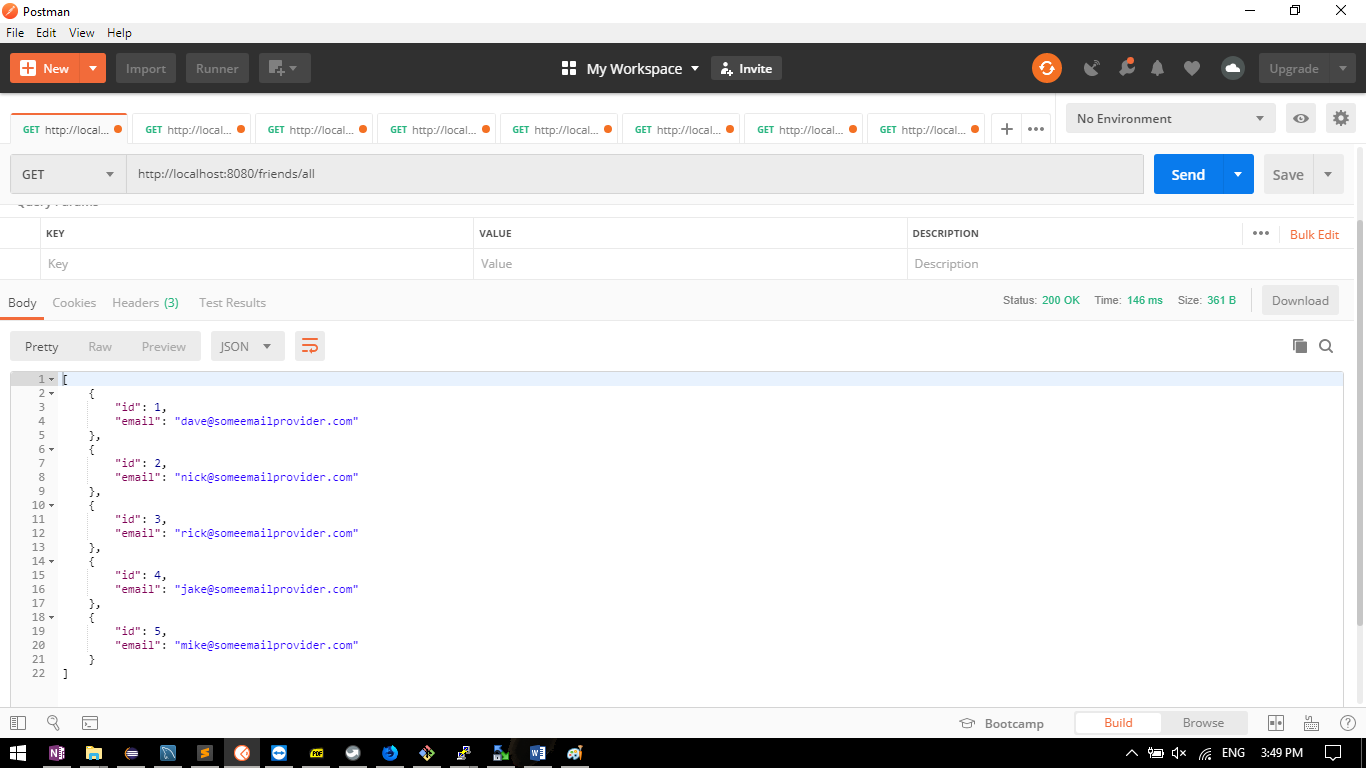 Postman
File Edit View Help
New Import Runner My Workspace Invite Upgrade
GET http://local... GET http://local... GET http://local... GET http://local... GET http://local... GET http://local... GET http://local... GET http://local... No Environment
GET http://localhost:8080/friends/all Send Save
Query Params
KEY VALUE DESCRIPTION Bulk Edit
Key Value Description
Body Cookies Headers (3) Test Results Status: 200 OK Time: 146 ms Size: 361 B Download
Pretty Raw Preview JSON
1 [
2 {
3 "id": 1,
4 "email": "dave@someemailprovider.com"
5 },
6 {
7 "id": 2,
8 "email": "nick@someemailprovider.com"
9 },
10 {
11 "id": 3,
12 "email": "rick@someemailprovider.com"
13 },
14 {
15 "id": 4,
16 "email": "jake@someemailprovider.com"
17 },
18 {
19 "id": 5,
20 "email": "mike@someemailprovider.com"
21 }
22 ]
Bootcamp Build Browse
PDF ENG 3:49 PM